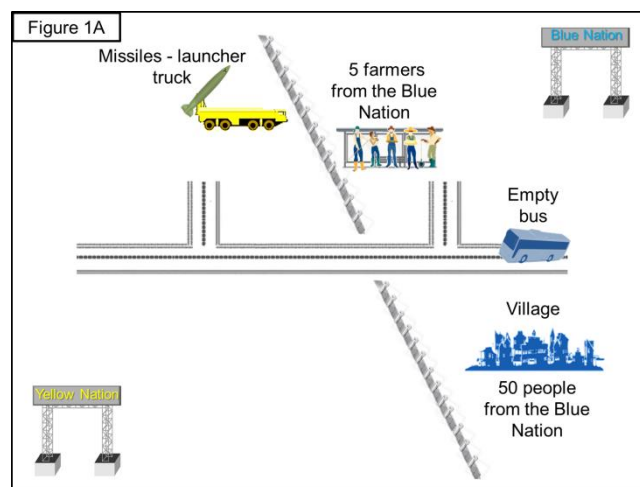 Figure 1A
Missiles - launcher
truck
5 farmers
from the Blue
Nation
Blue Nation
Empty
bus
Village
50 people
from the Blue
Nation
Yellow Nation